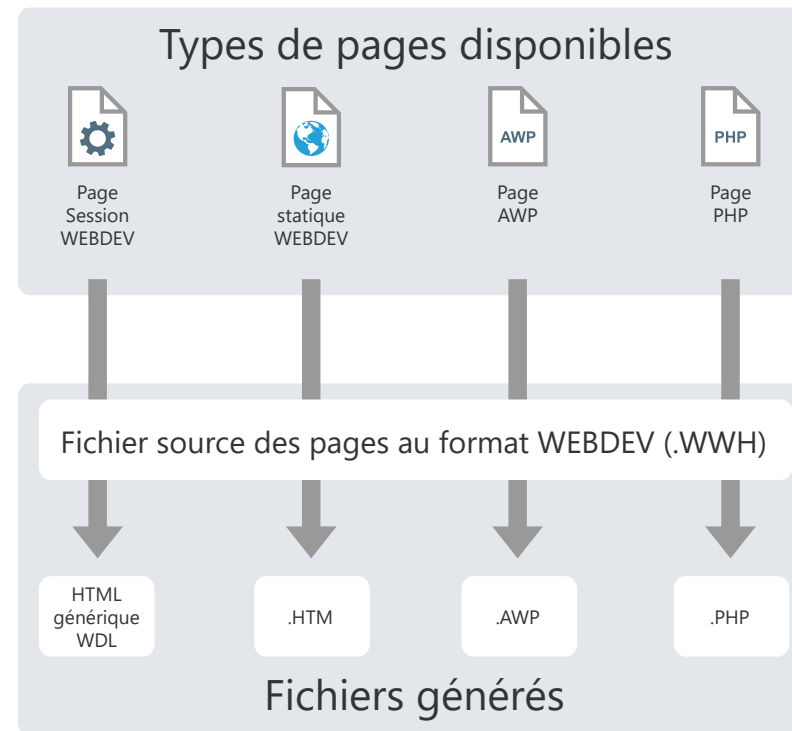 Types de pages disponibles
AWP
PHP
Page
Session
WEBDEV
Page
statique
WEBDEV
Page
AWP
Page
PHP
Fichier source des pages au format WEBDEV (.WWH)
HTML
générique
WDL
.HTM
.AWP
.PHP
Fichiers générés